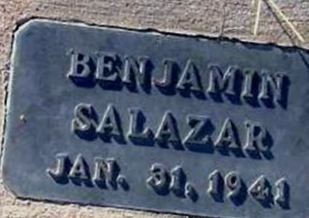 BENJAMIN
SALAZAR
JAN. 31, 1941